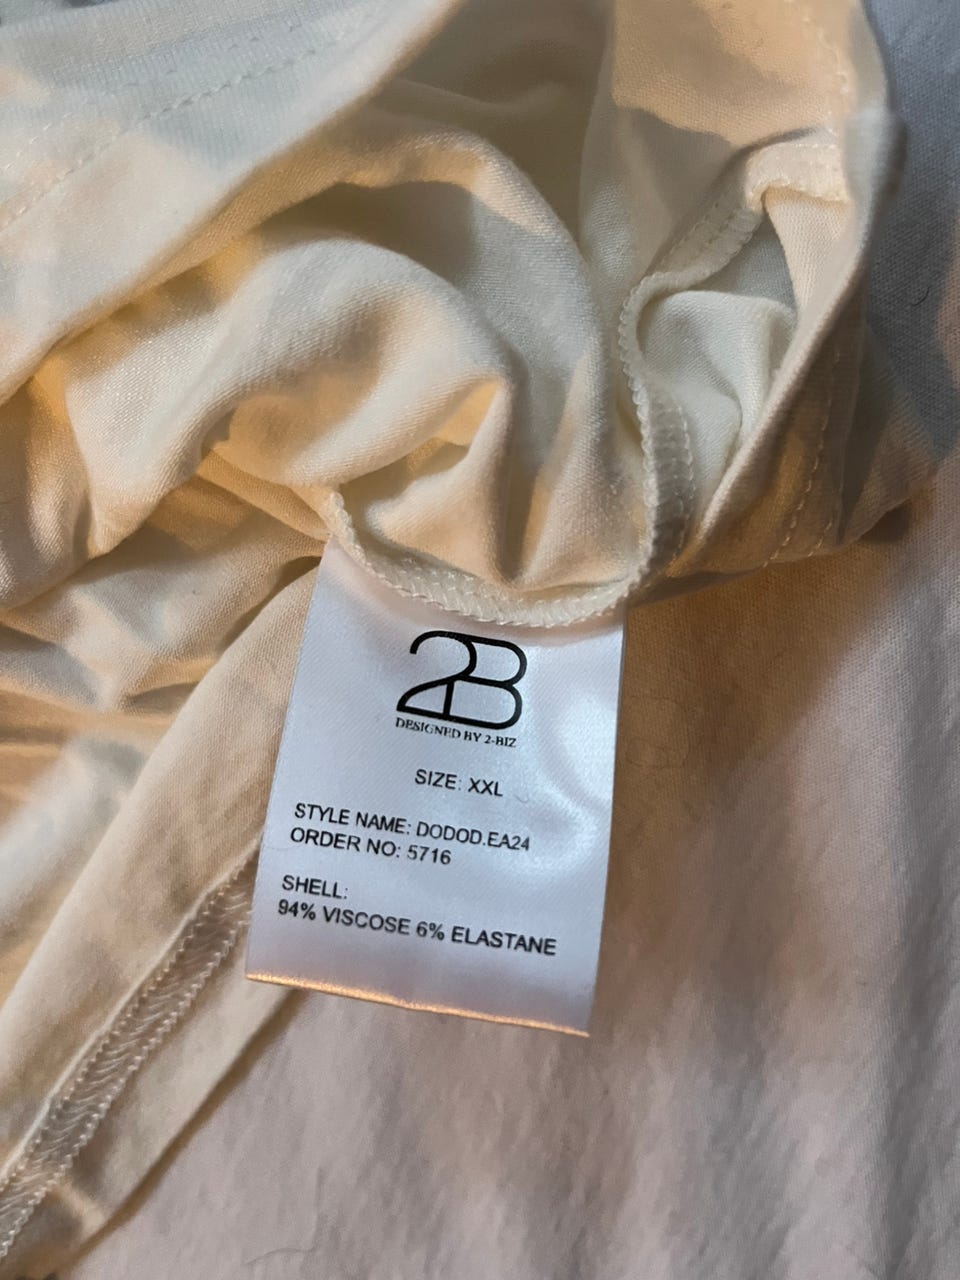 2B
DESIGNED BY 2-BIZ
SIZE: XXL
STYLE NAME: DODOD.EA24
ORDER NO: 5716
SHELL:
94% VISCOSE 6% ELASTANE